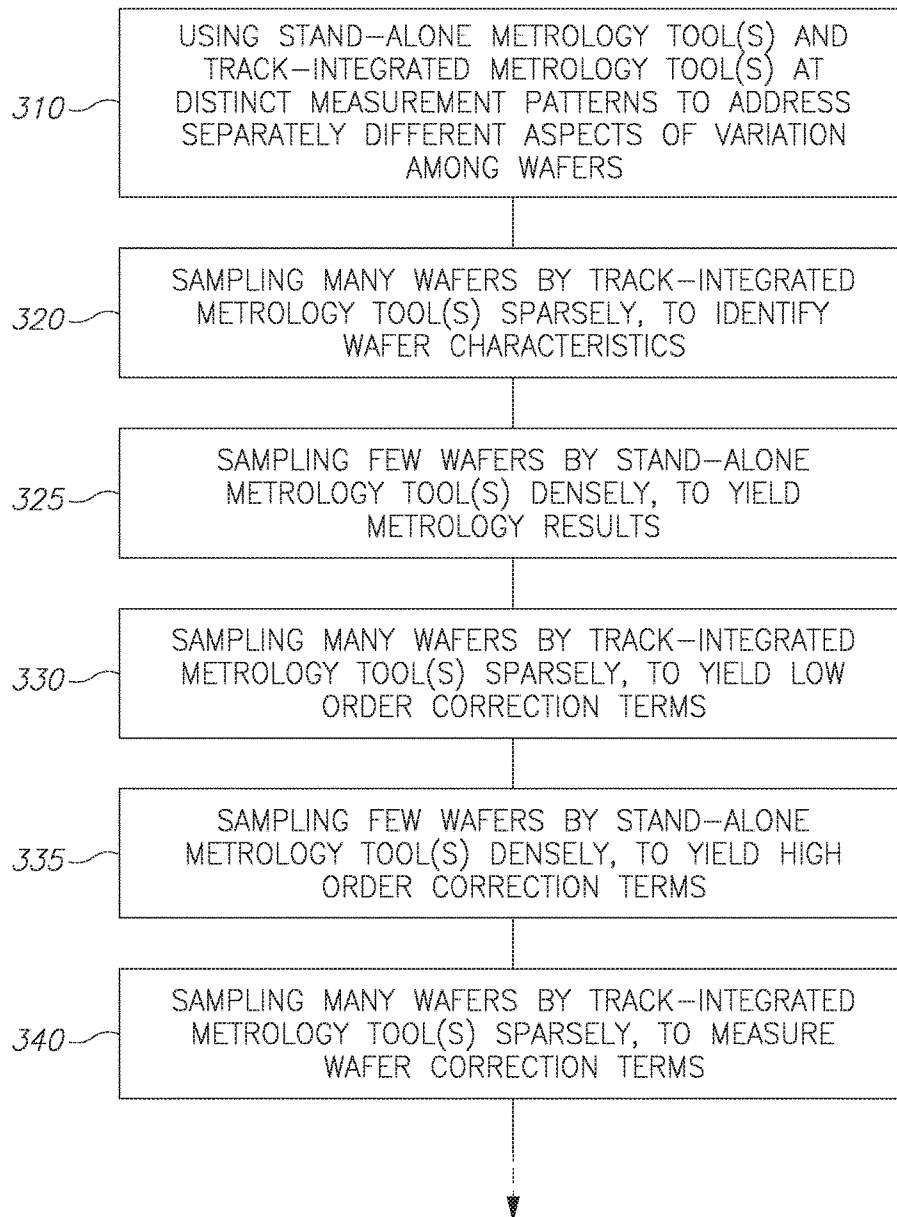 USING STAND-ALONE METROLOGY TOOL(S) AND
TRACK-INTEGRATED METROLOGY TOOL(S) AT
DISTINCT MEASUREMENT PATTERNS TO ADDRESS
SEPARATELY DIFFERENT ASPECTS OF VARIATION
AMONG WAFERS
310
SAMPLING MANY WAFERS BY TRACK-INTEGRATED
METROLOGY TOOL(S) SPARSELY, TO IDENTIFY
WAFER CHARACTERISTICS
320
SAMPLING FEW WAFERS BY STAND-ALONE
METROLOGY TOOL(S) DENSELY, TO YIELD
METROLOGY RESULTS
325
SAMPLING MANY WAFERS BY TRACK-INTEGRATED
METROLOGY TOOL(S) SPARSELY, TO YIELD LOW
ORDER CORRECTION TERMS
330
SAMPLING FEW WAFERS BY STAND-ALONE
METROLOGY TOOL(S) DENSELY, TO YIELD HIGH
ORDER CORRECTION TERMS
335
SAMPLING MANY WAFERS BY TRACK-INTEGRATED
METROLOGY TOOL(S) SPARSELY, TO MEASURE
WAFER CORRECTION TERMS
340